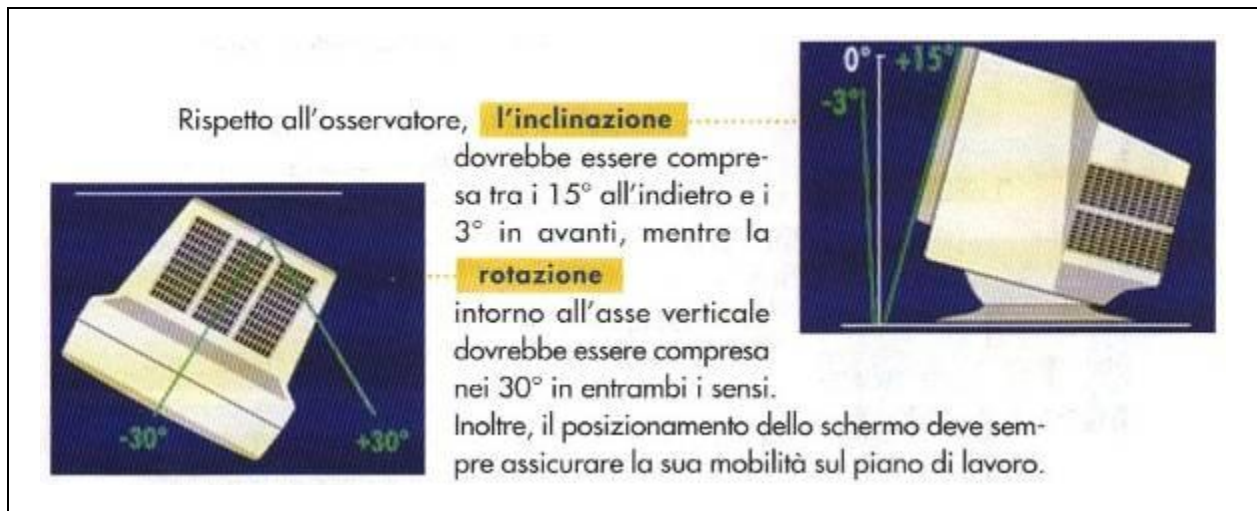 0° +15°
-3°
Rispetto all'osservatore, l'inclinazione
dovrebbe essere compre-
sa tra i 15° all'indietro e i
3° in avanti, mentre la
rotazione
intorno all'asse verticale
dovrebbe essere compresa
nei 30° in entrambi i sensi.
Inoltre, il posizionamento dello schermo deve sem-
pre assicurare la sua mobilità sul piano di lavoro.
-30° +30°